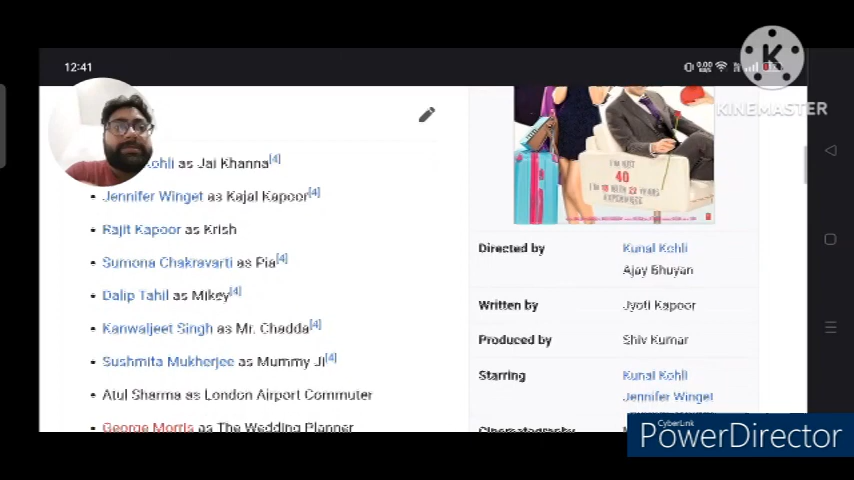 12:41
KINEMASTER
Kohli as Jai Khanna[4]
• Jennifer Winget as Kajal Kapoor[4]
• Rajit Kapoor as Krish
• Sumona Chakravarti as Pia[4]
• Dalip Tahil as Mikey[4]
• Kanwaljeet Singh as Mr. Chadda[4]
• Sushmita Mukherjee as Mummy Ji[4]
• Atul Sharma as London Airport Commuter
• George Morris as The Wedding Planner
I'M NOT
40
I'M 18 WITH 22 YEARS
EXPERIENCE
Directed by Kunal Kohli
Ajay Bhuyan
Written by Jyoti Kapoor
Produced by Shiv Kumar
Starring Kunal Kohli
Jennifer Winget
Cinematography
CyberLink
PowerDirector